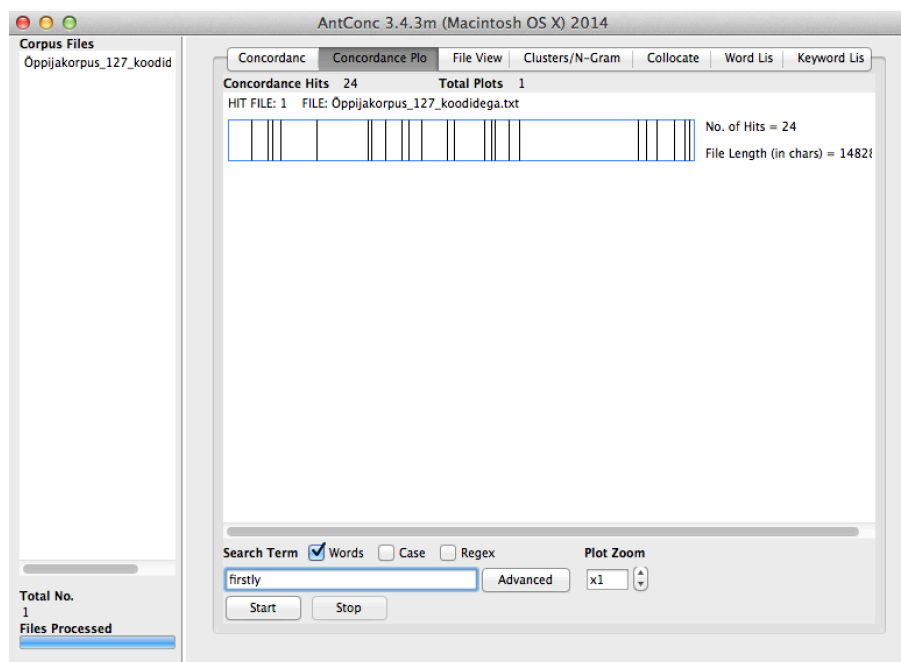 AntConc 3.4.3m (Macintosh OS X) 2014
Corpus Files
Õppijakorpus_127_koodid
Total No.
1
Files Processed
Concordanc Concordance Plo File View Clusters/N-Gram Collocate Word Lis Keyword Lis
Concordance Hits 24 Total Plots 1
HIT FILE: 1 FILE: Õppijakorpus_127_koodidega.txt
No. of Hits = 24
File Length (in chars) = 14828
Search Term Words Case Regex Plot Zoom
firstly Advanced x1
Start Stop